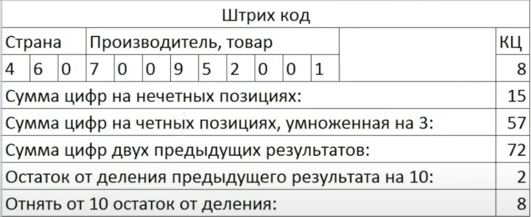 Штрих код
Страна Производитель, товар КЦ
4 6 0 7 0 0 9 5 2 0 0 1 8
Сумма цифр на нечетных позициях: 15
Сумма цифр на четных позициях, умноженная на 3: 57
Сумма цифр двух предыдущих результатов: 72
Остаток от деления предыдущего результата на 10: 2
Отнять от 10 остаток от деления: 8